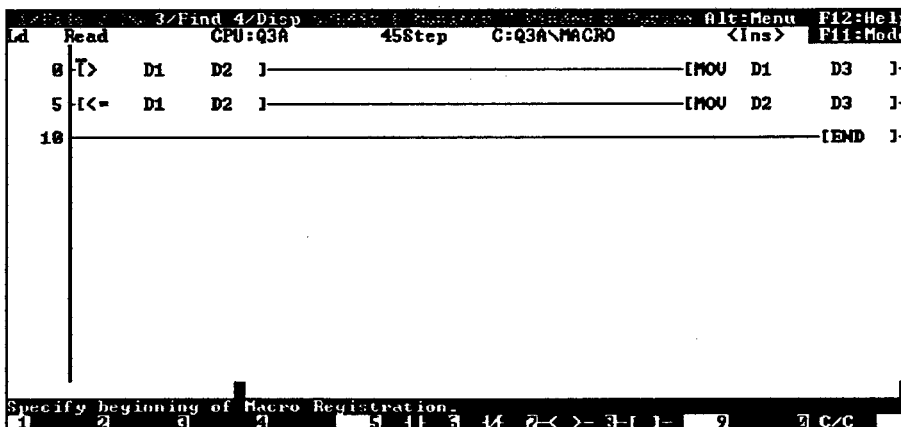 3/Find 4/Disp Alt:Menu F12:Hel
Ld Read CPU:Q3A 45Step C:Q3A\MACRO <Ins> F11:Mode
0 [> D1 D2 ] [MOV D1 D3 ]
5 [<= D1 D2 ] [MOV D2 D3 ]
10 [END ]
Specify begining of Macro Registration.
1 2 3 4 5 6 7 8 9 C/C